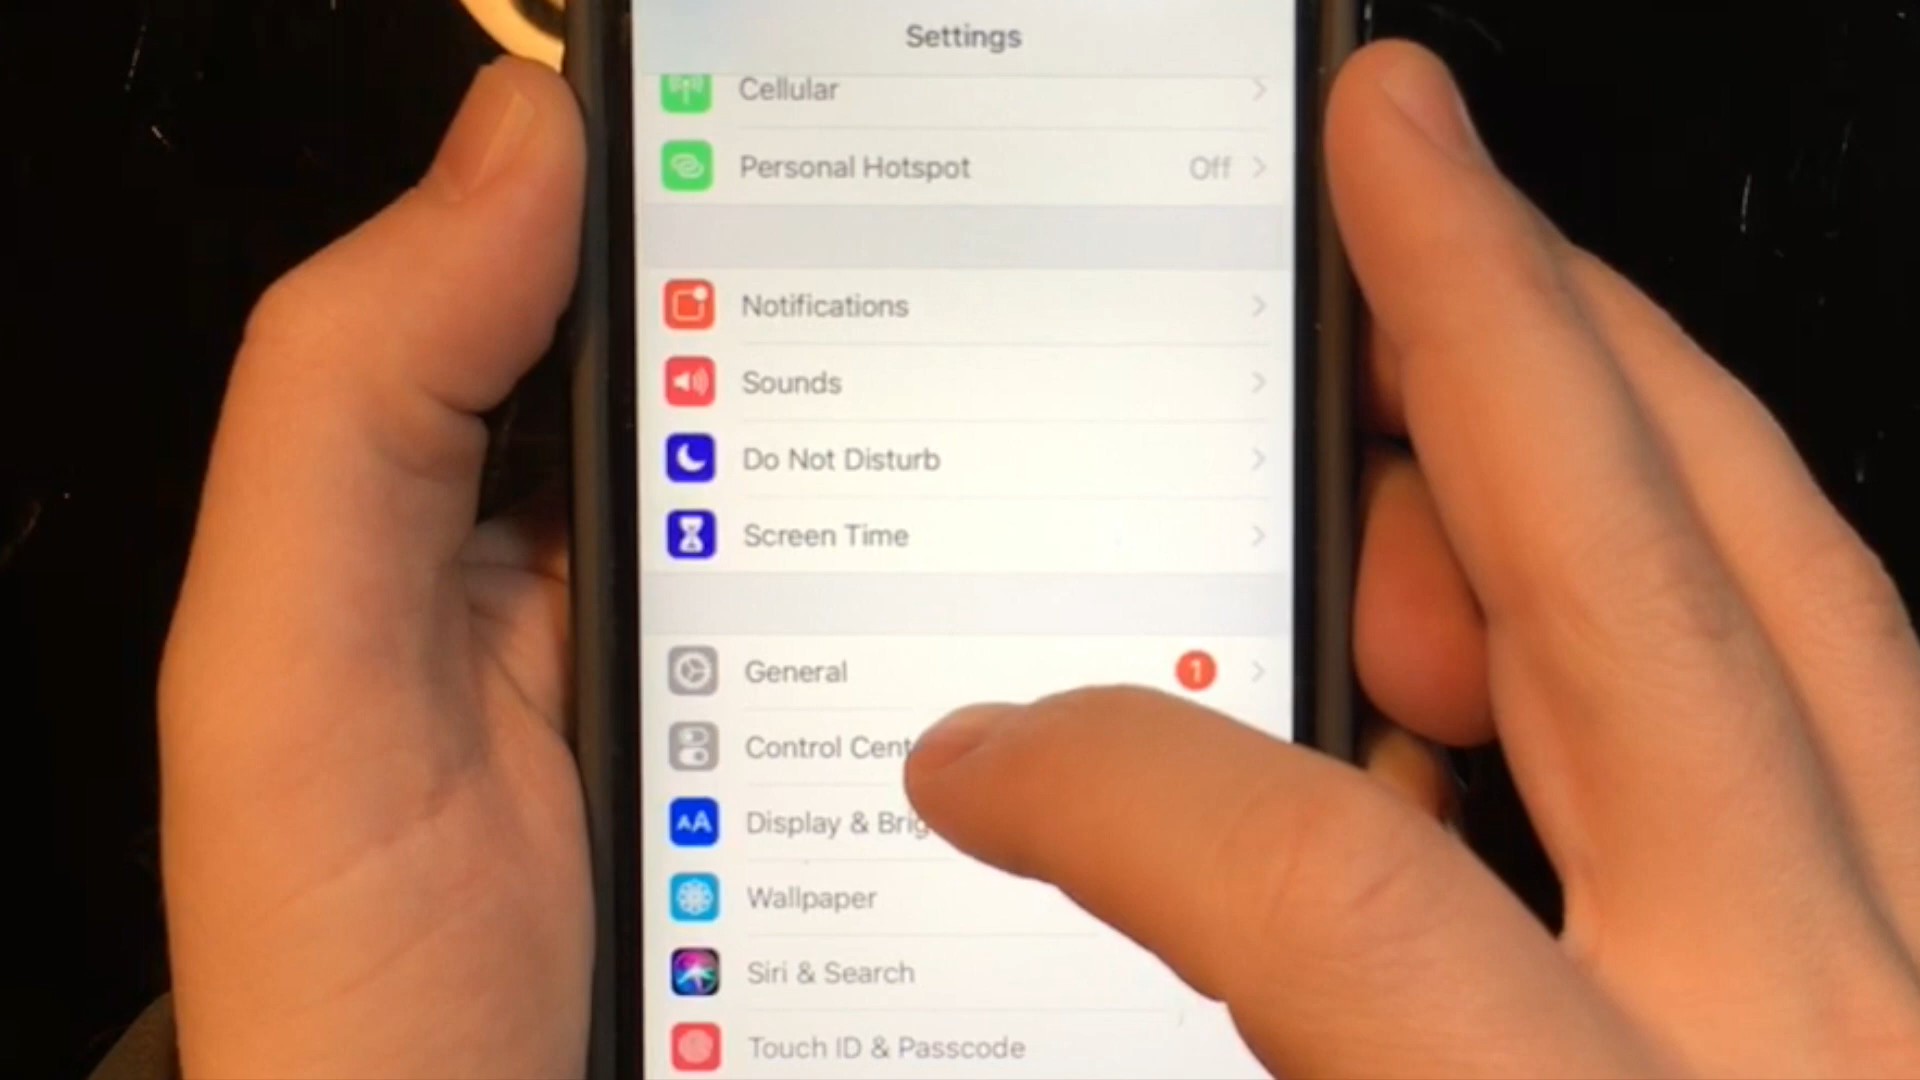 Settings
Cellular
Personal Hotspot Off
Notifications
Sounds
Do Not Disturb
Screen Time
General 1
Control Cent
Display & Brig
AA
Wallpaper
Siri & Search
Touch ID & Passcode